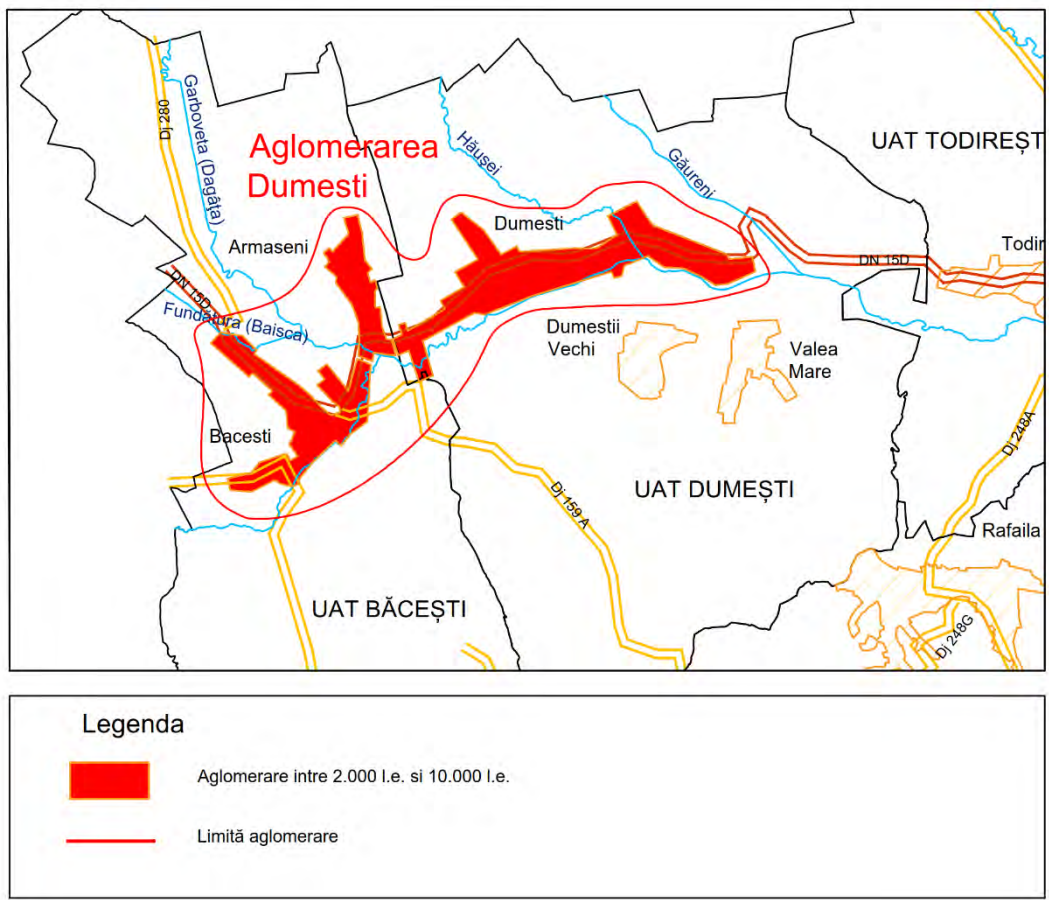 Dj 280
Garboveta (Dagâța)
Aglomerarea
Dumesti
Hăușei
Găureni
UAT TODIREȘT
Armaseni
Dumesti
Todir
DN 15D
DN 15D
Fundătura (Baisca)
Dumestii
Vechi
Valea
Mare
Bacesti
Dj 248A
UAT DUMEȘTI
Dj 159 A
Rafaila
UAT BĂCEȘTI
Dj 248G
Legenda
Aglomerare intre 2.000 l.e. si 10.000 l.e.
Limită aglomerare